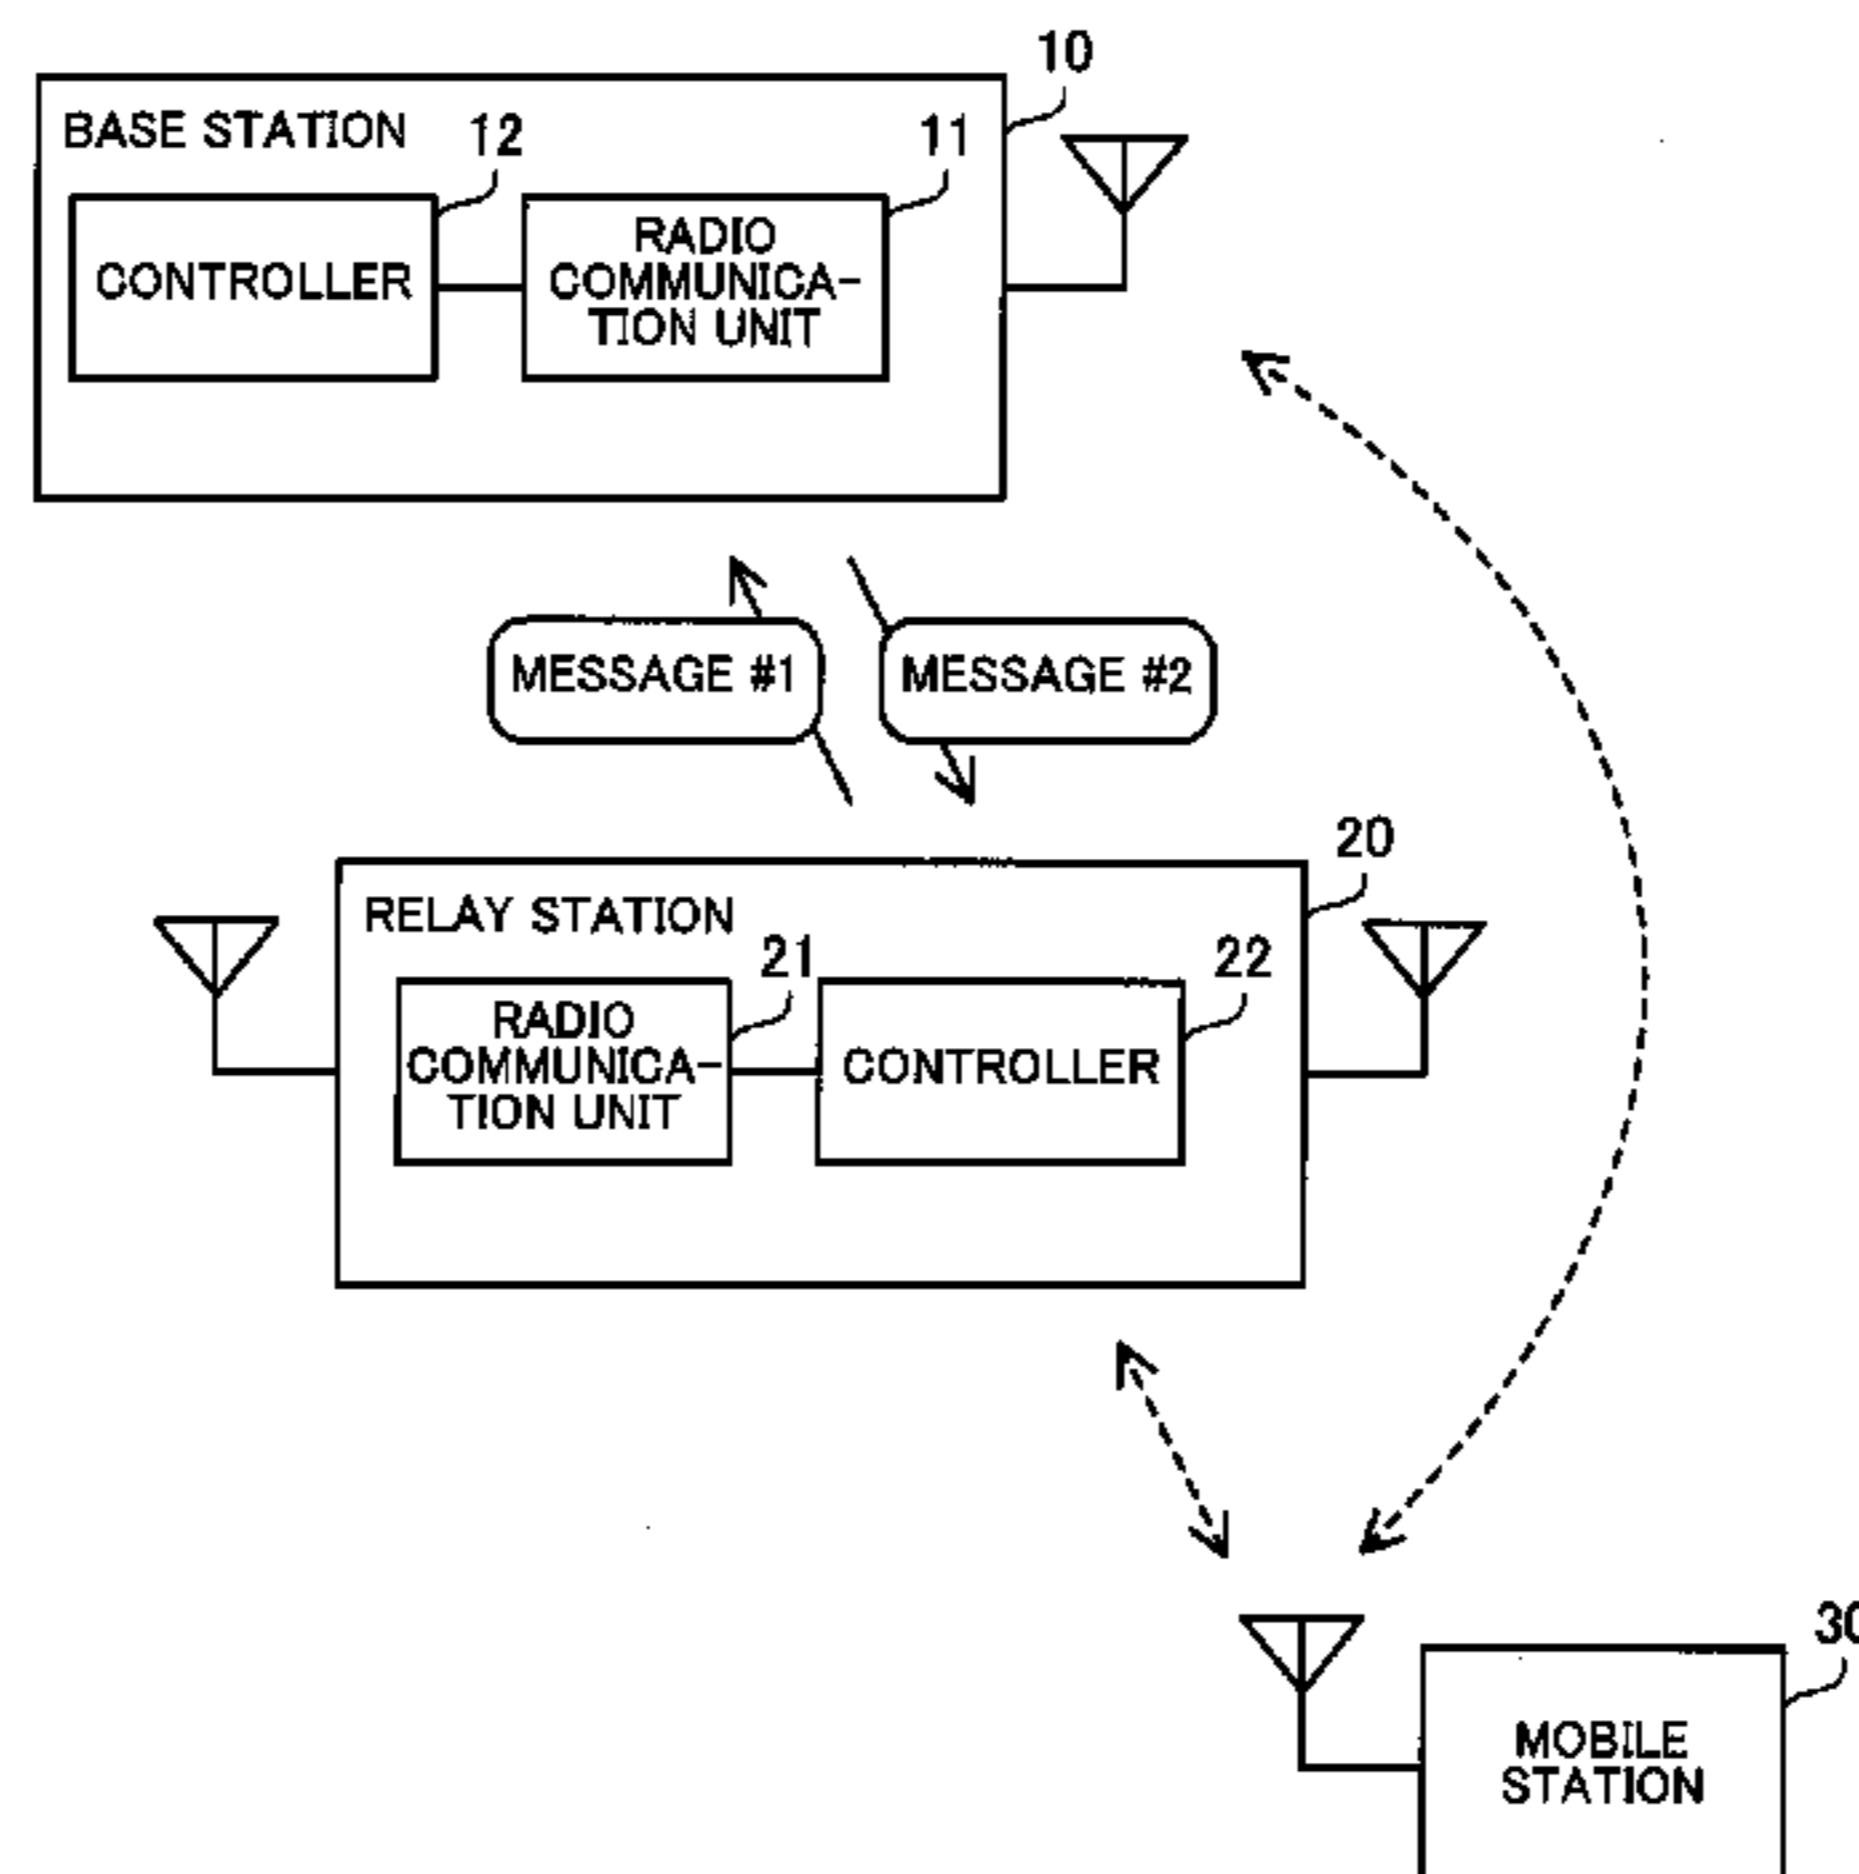 10
BASE STATION
12
11
CONTROLLER
RADIO
COMMUNICA-
TION UNIT
MESSAGE #1
MESSAGE #2
20
RELAY STATION
21
22
RADIO
COMMUNICA-
TION UNIT
CONTROLLER
30
MOBILE
STATION